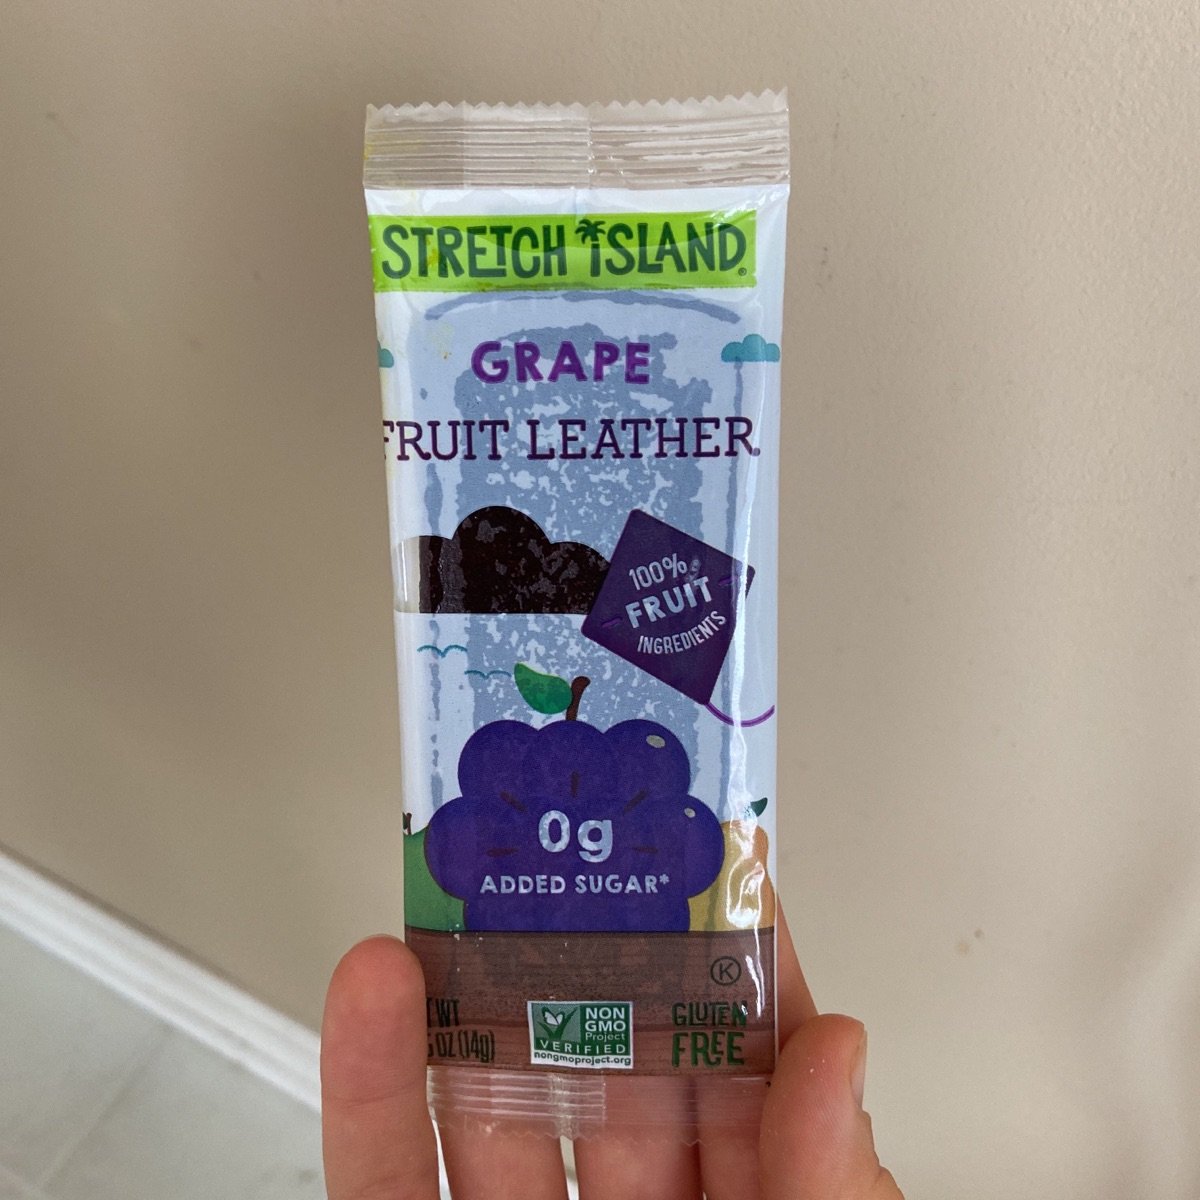 STRETCH ISLAND®
GRAPE
FRUIT LEATHER
100%
FRUIT
INGREDIENTS
0g
ADDED SUGAR*
K
OZ (14g)
NON
GMO
Project
VERIFIED
nongmoproject.org
GLUTEN
FREE